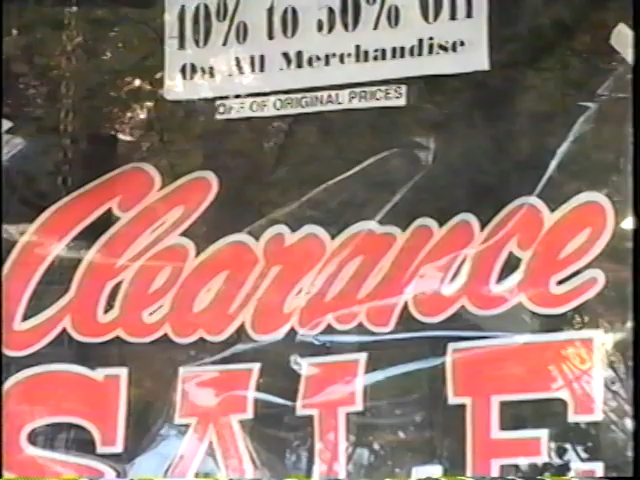 40% to 50% Off
On All Merchandise
OFF OF ORIGINAL PRICES
Clearance
SALE